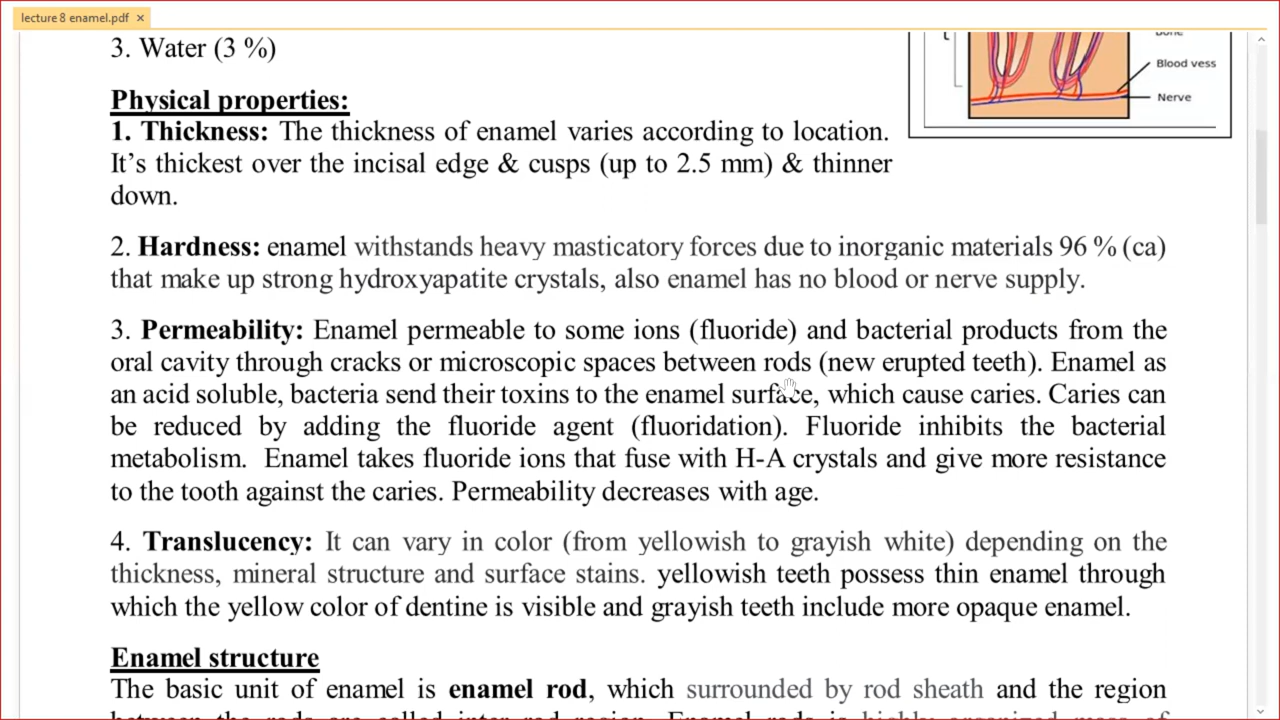 lecture 8 enamel.pdf ×
3. Water (3 %)
Blood vess
Nerve
Physical properties:
1. Thickness: The thickness of enamel varies according to location.
It’s thickest over the incisal edge & cusps (up to 2.5 mm) & thinner
down.
2. Hardness: enamel withstands heavy masticatory forces due to inorganic materials 96 % (ca)
that make up strong hydroxyapatite crystals, also enamel has no blood or nerve supply.
3. Permeability: Enamel permeable to some ions (fluoride) and bacterial products from the
oral cavity through cracks or microscopic spaces between rods (new erupted teeth). Enamel as
an acid soluble, bacteria send their toxins to the enamel surface, which cause caries. Caries can
be reduced by adding the fluoride agent (fluoridation). Fluoride inhibits the bacterial
metabolism. Enamel takes fluoride ions that fuse with H-A crystals and give more resistance
to the tooth against the caries. Permeability decreases with age.
4. Translucency: It can vary in color (from yellowish to grayish white) depending on the
thickness, mineral structure and surface stains. yellowish teeth possess thin enamel through
which the yellow color of dentine is visible and grayish teeth include more opaque enamel.
Enamel structure
The basic unit of enamel is enamel rod, which surrounded by rod sheath and the region